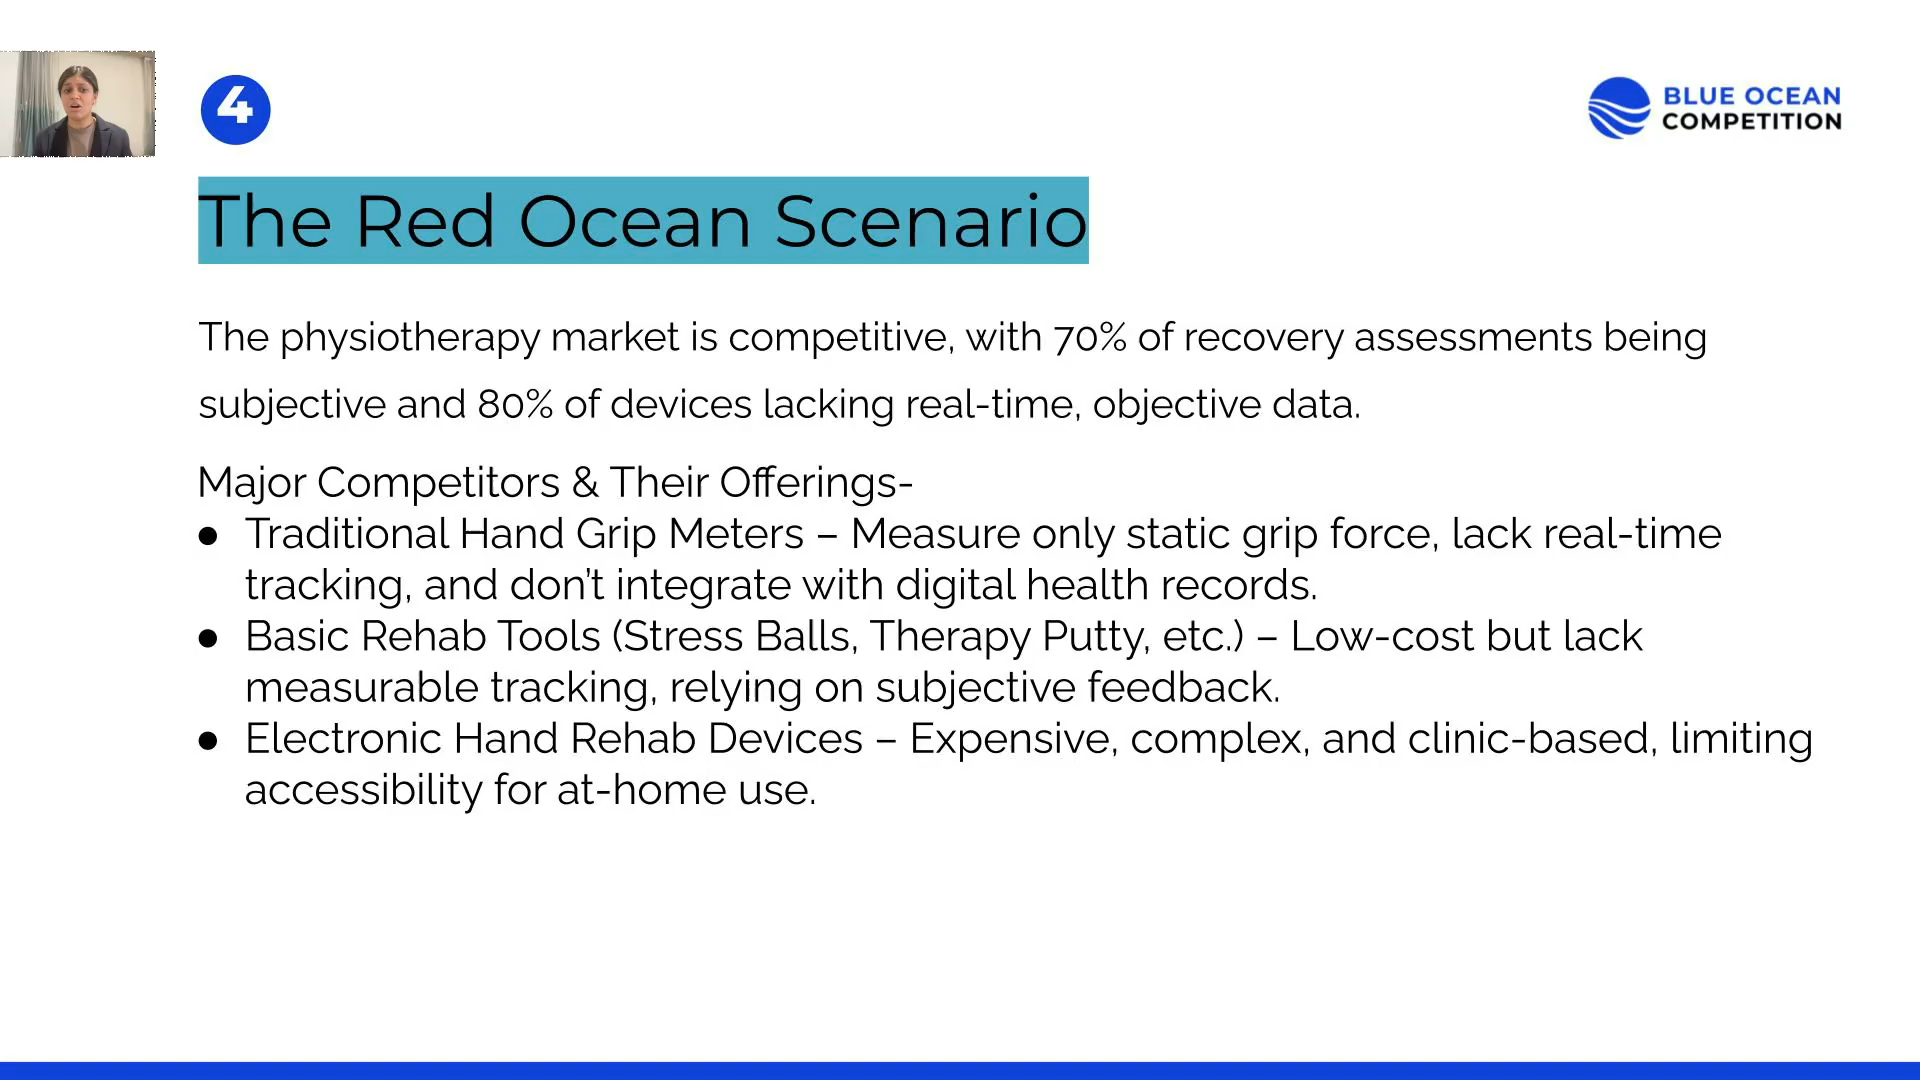 4
BLUE OCEAN
COMPETITION
The Red Ocean Scenario
The physiotherapy market is competitive, with 70% of recovery assessments being
subjective and 80% of devices lacking real-time, objective data.
Major Competitors & Their Offerings-
● Traditional Hand Grip Meters – Measure only static grip force, lack real-time
tracking, and don’t integrate with digital health records.
● Basic Rehab Tools (Stress Balls, Therapy Putty, etc.) – Low-cost but lack
measurable tracking, relying on subjective feedback.
● Electronic Hand Rehab Devices – Expensive, complex, and clinic-based, limiting
accessibility for at-home use.